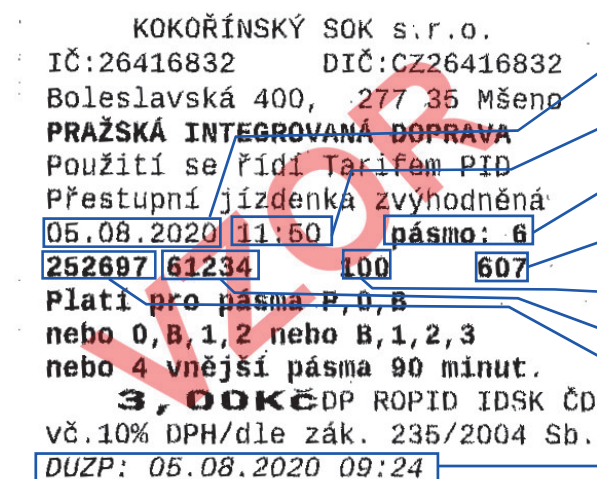 KOKOŘÍNSKÝ SOK s.r.o.
IČ:26416832 DIČ:CZ26416832
Boleslavská 400, 277 35 Mšeno
PRAŽSKÁ INTEGROVANÁ DOPRAVA
Použití se řídí Tarifem PID
Přestupní jízdenka zvýhodněná
05.08.2020 11:50 pásmo: 6
252697 61234 100 607
Platí pro pásma P,0,B
nebo 0,B,1,2 nebo B,1,2,3
nebo 4 vnější pásma 90 minut.
3,00Kč DP ROPID IDSK ČD
vč.10% DPH/dle zák. 235/2004 Sb.
DUZP: 05.08.2020 09:24
VZOR